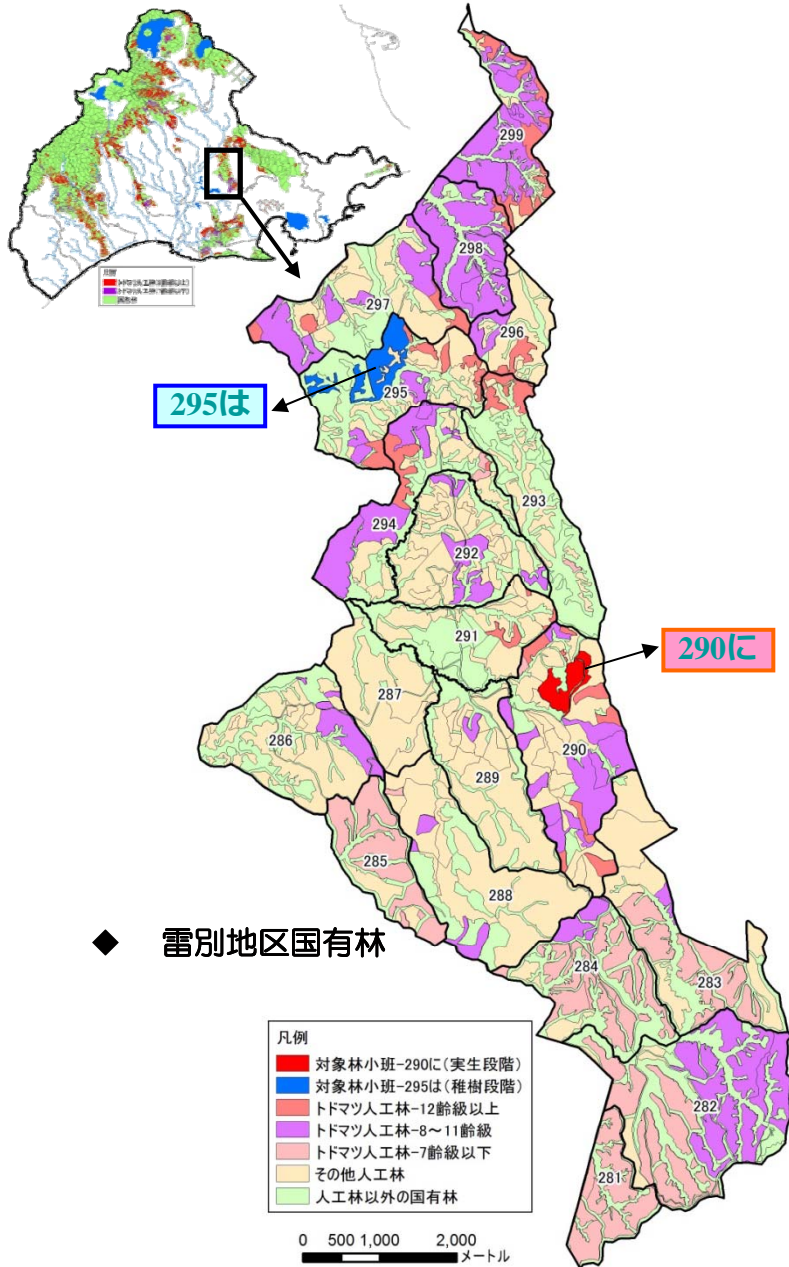 299
298
297
296
295は
295
293
294
292
291
290に
287
286
290
289
285
288
◆ 雷別地区国有林
284
283
282
281
凡例
対象林小班-290に(実生段階)
対象林小班-295は(稚樹段階)
トドマツ人工林-12齢級以上
トドマツ人工林-8～11齢級
トドマツ人工林-7齢級以下
その他人工林
人工林以外の国有林
0 500 1,000 2,000
メートル